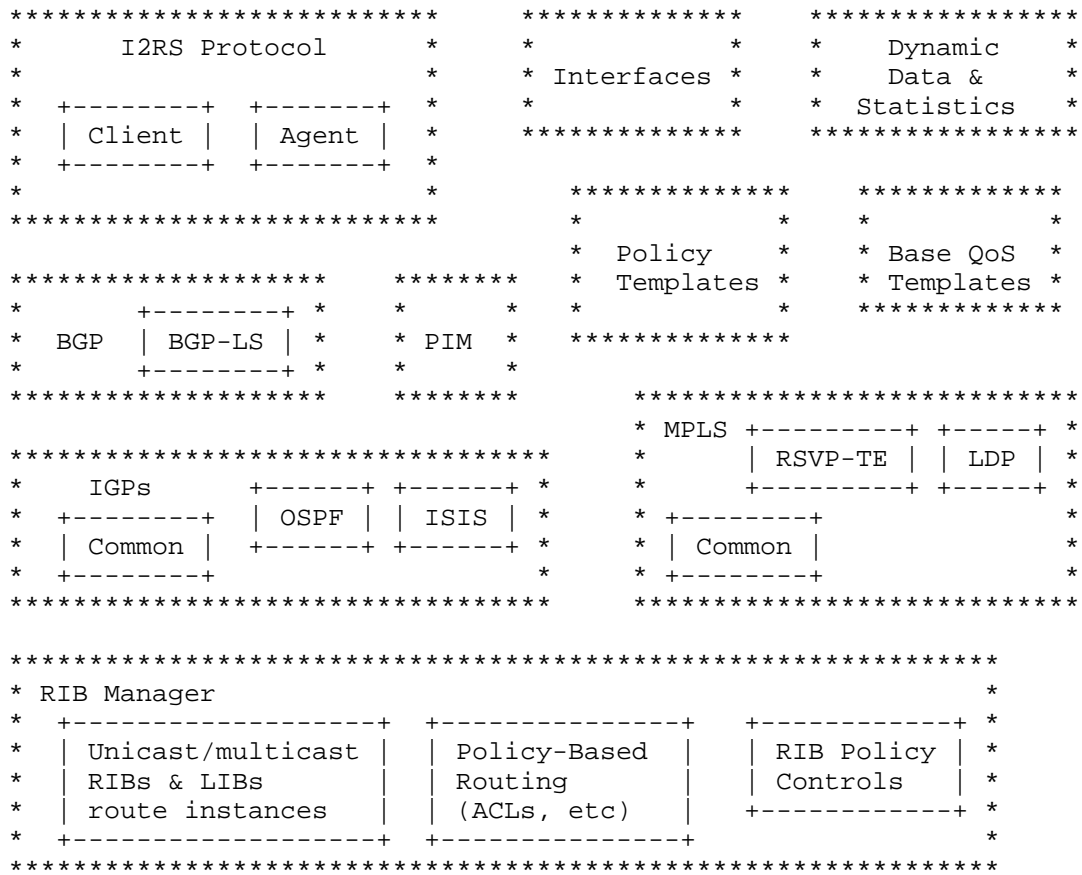 ****************************     **************     *****************
*      I2RS Protocol       *     *            *     *    Dynamic    *
*                          *     * Interfaces *     *    Data &     *
*  +--------+  +-------+   *     *            *     *  Statistics   *
*  | Client |  | Agent |   *     **************     *****************
*  +--------+  +-------+   *
*                          *        **************    *************
****************************        *            *    *           *
                                    *  Policy    *    * Base QoS  *
********************    ********    *  Templates *    * Templates *
*       +--------+ *    *      *    *            *    *************
*  BGP  | BGP-LS | *    * PIM  *    **************
*       +--------+ *    *      *
********************    ********       ****************************
                                       * MPLS +---------+ +-----+ *
**********************************     *      | RSVP-TE | | LDP | *
*    IGPs      +------+ +------+ *     *      +---------+ +-----+ *
*  +--------+  | OSPF | | ISIS | *     * +--------+               *
*  | Common |  +------+ +------+ *     * | Common |               *
*  +--------+                    *     * +--------+               *
**********************************     ****************************

**************************************************************
* RIB Manager                                                *
*  +-------------------+  +---------------+   +------------+ *
*  | Unicast/multicast |  | Policy-Based  |   | RIB Policy | *
*  | RIBs & LIBs       |  | Routing       |   | Controls   | *
*  | route instances   |  | (ACLs, etc)   |   +------------+ *
*  +-------------------+  +---------------+                  *
**************************************************************